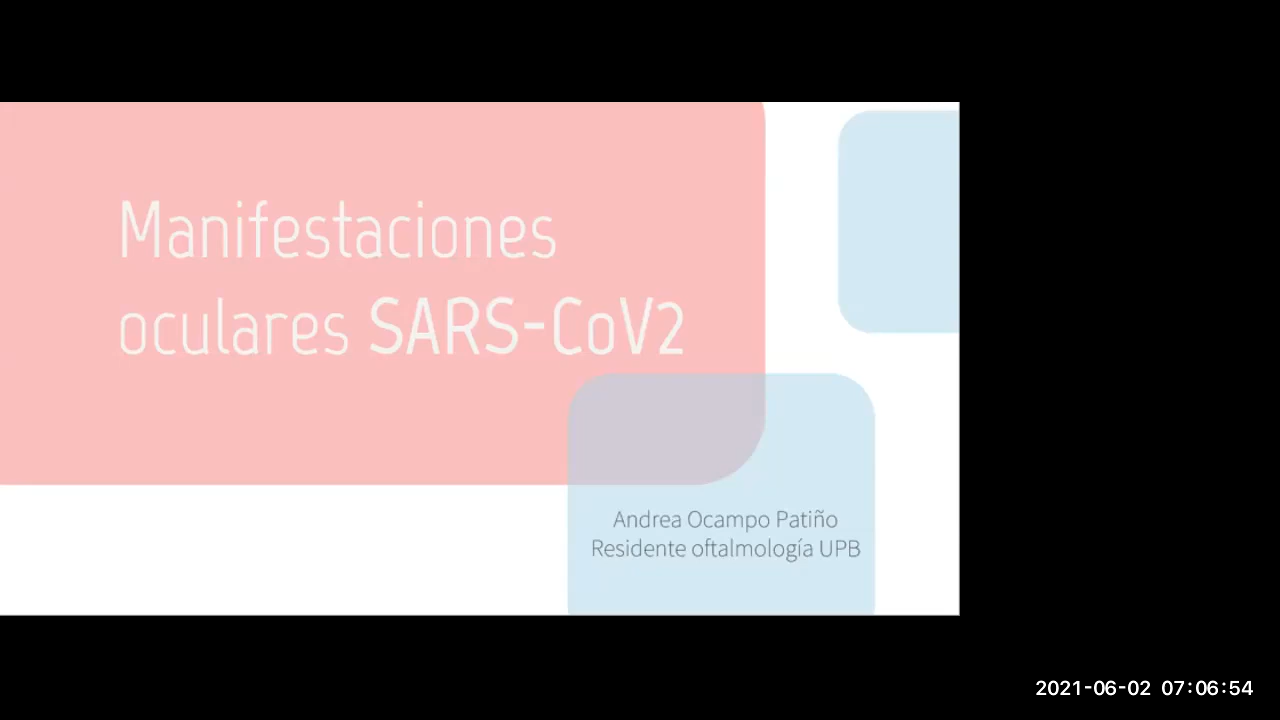 Manifestaciones
oculares SARS-CoV2
Andrea Ocampo Patiño
Residente oftalmología UPB
2021-06-02 07:06:54